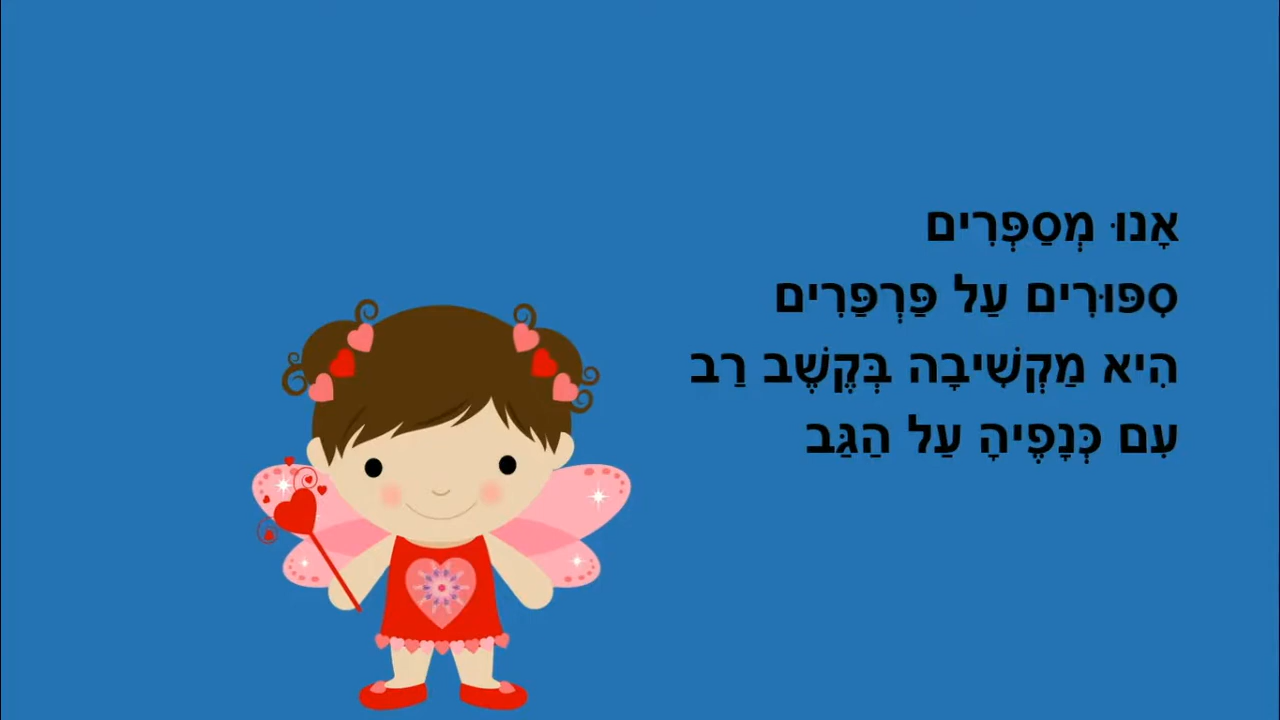 אָנוּ מְסַפְּרִים
סִפּוּרִים עַל פַּרְפַּרִים
הִיא מַקְשִׁיבָה בְּקֶשֶׁב רַב
עִם כְּנָפֶיהָ עַל הַגַּב